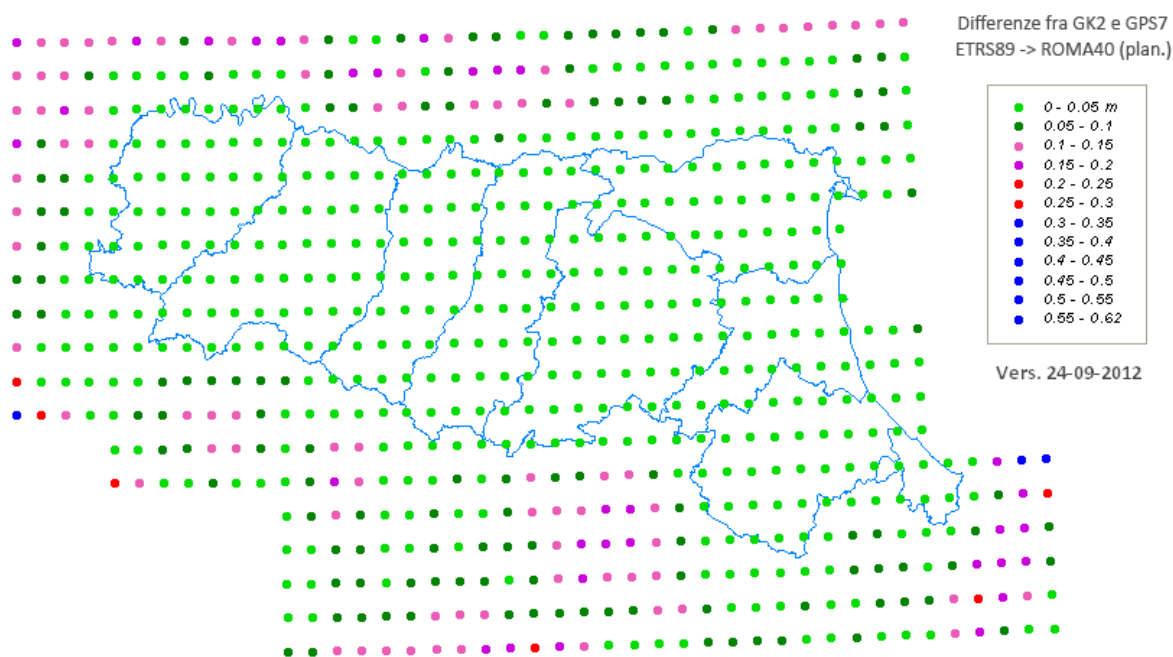 Differenze fra GK2 e GPS7
ETRS89 -> ROMA40 (plan.)
0 - 0.05 m
0.05 - 0.1
0.1 - 0.15
0.15 - 0.2
0.2 - 0.25
0.25 - 0.3
0.3 - 0.35
0.35 - 0.4
0.4 - 0.45
0.45 - 0.5
0.5 - 0.55
0.55 - 0.62
Vers. 24-09-2012